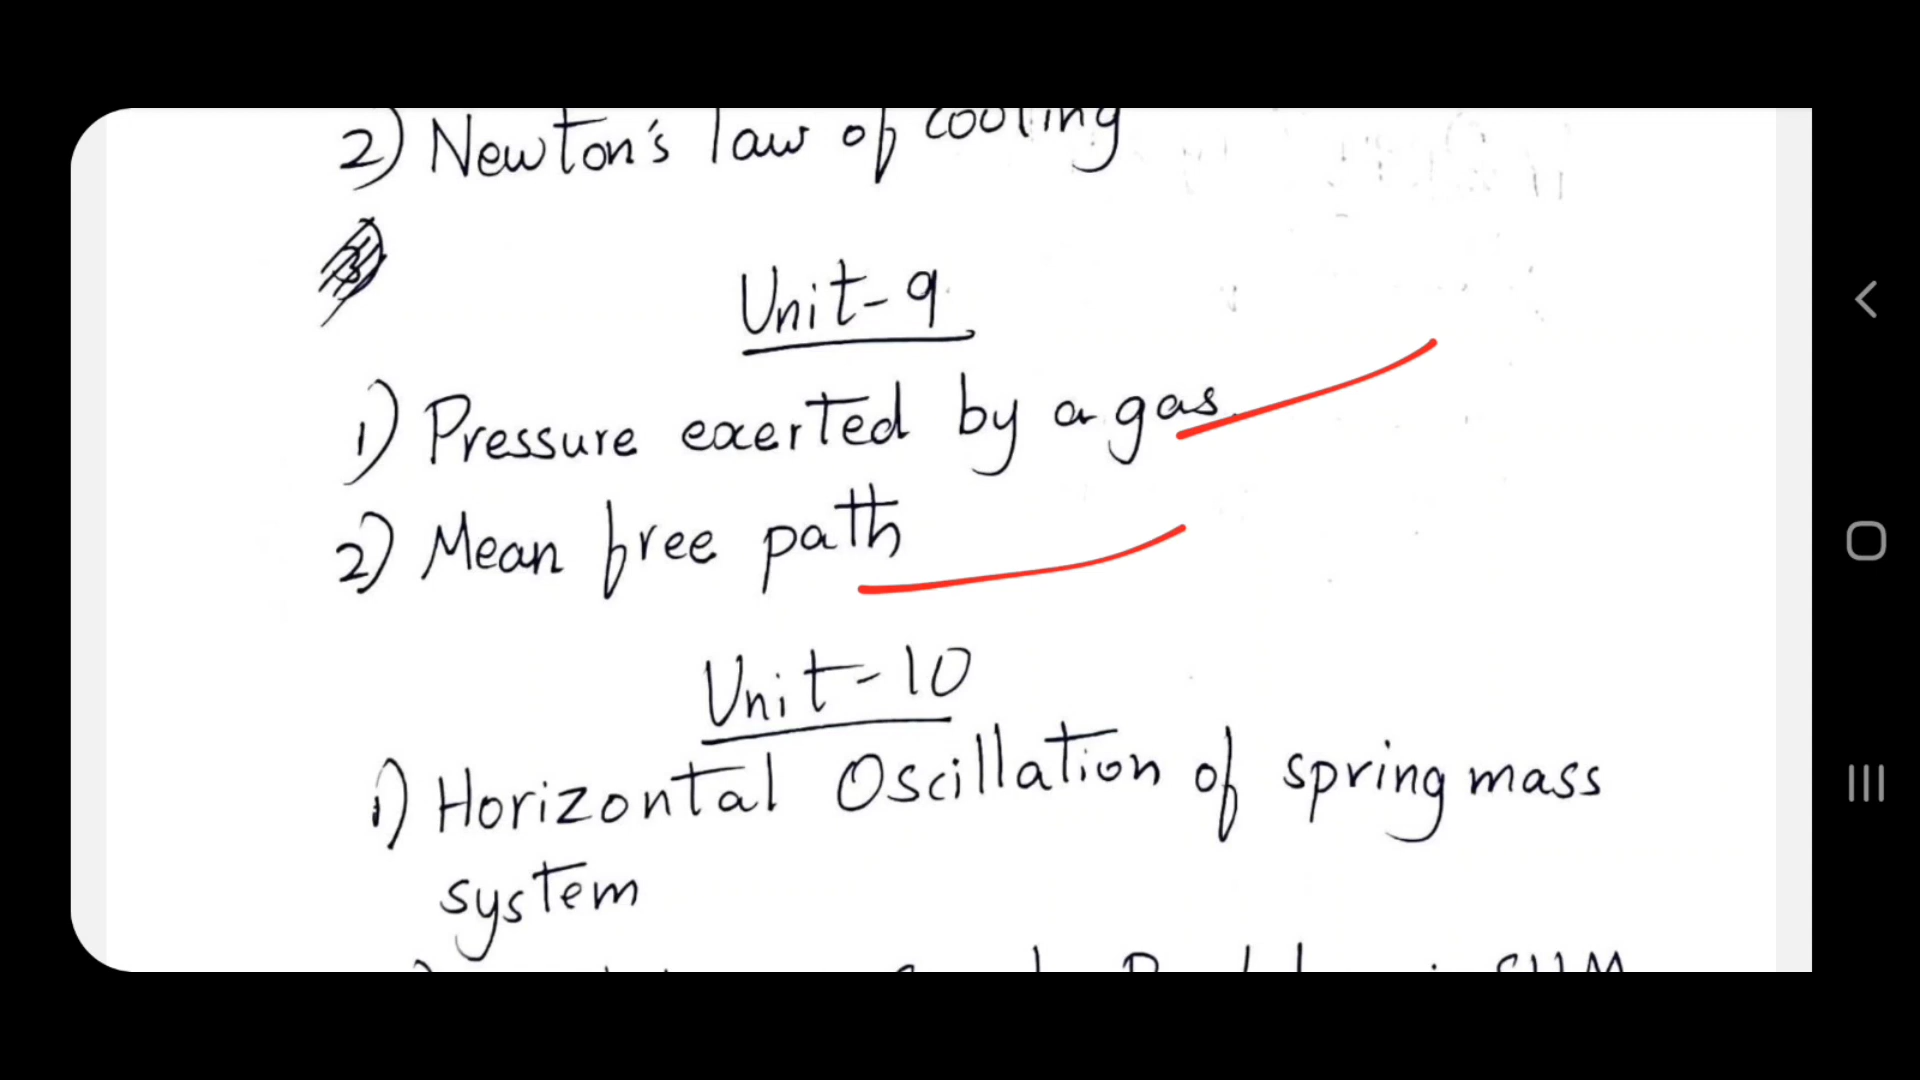 2) Newton's law of cooling
Unit-9
1) Pressure exerted by a gas
2) Mean free path
Unit-10
1) Horizontal Oscillation of spring mass
system
SHM